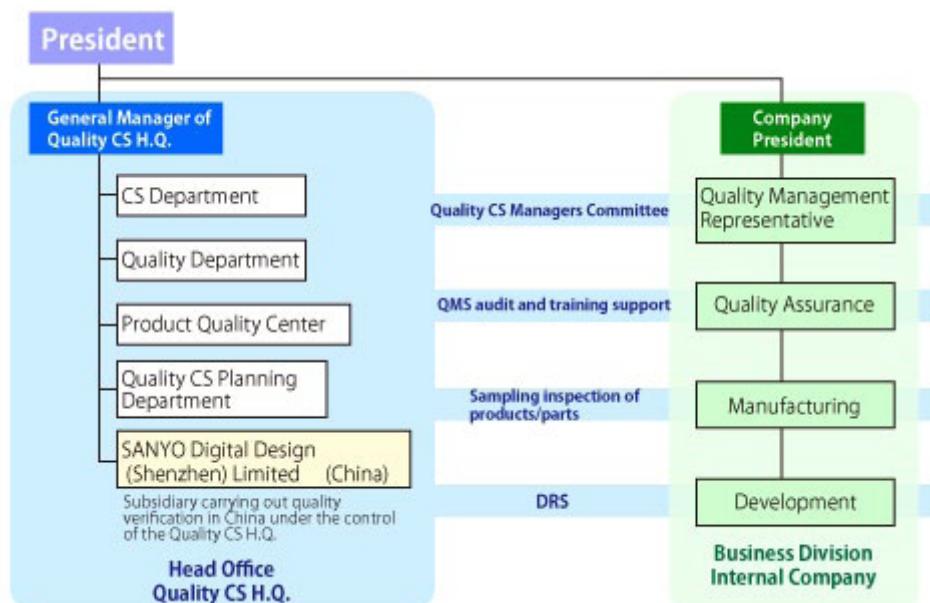 President
General Manager of
Quality CS H.Q.
Company
President
CS Department
Quality CS Managers Committee
Quality Management
Representative
Quality Department
QMS audit and training support
Quality Assurance
Product Quality Center
Quality CS Planning
Department
Sampling inspection of
products/parts
Manufacturing
SANYO Digital Design
(Shenzhen) Limited (China)
Subsidiary carrying out quality
verification in China under the control
of the Quality CS H.Q.
DRS
Development
Head Office
Quality CS H.Q.
Business Division
Internal Company